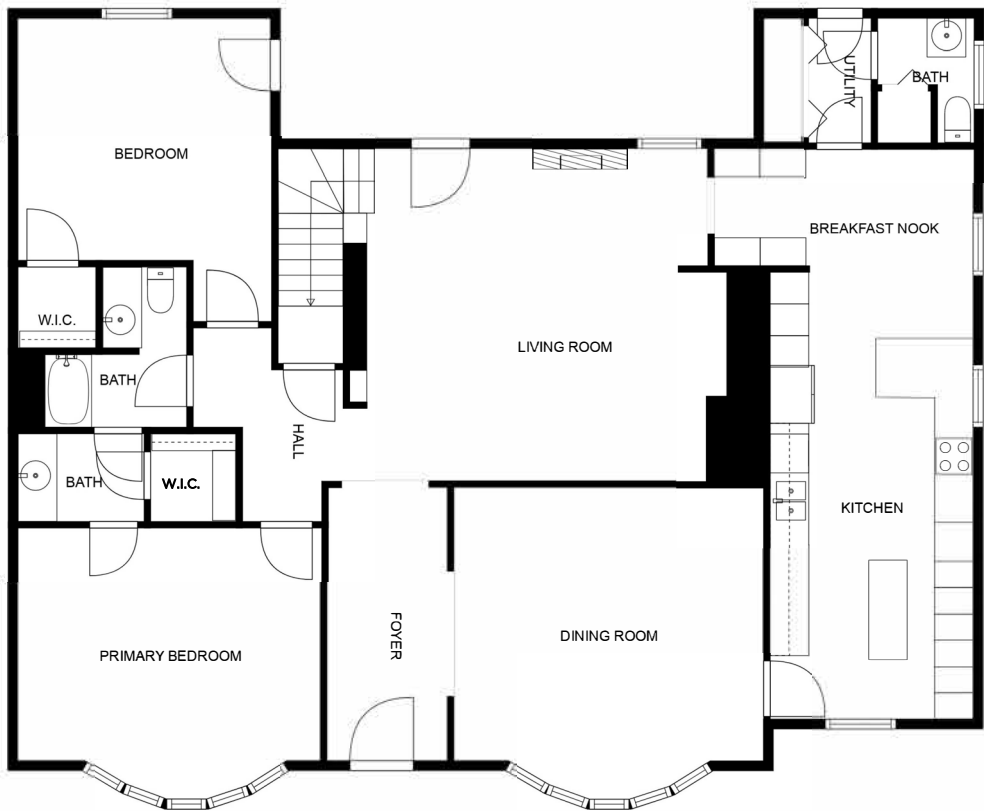 UTILITY
BATH
BEDROOM
BREAKFAST NOOK
W.I.C.
LIVING ROOM
BATH
HALL
BATH
W.I.C.
KITCHEN
FOYER
DINING ROOM
PRIMARY BEDROOM